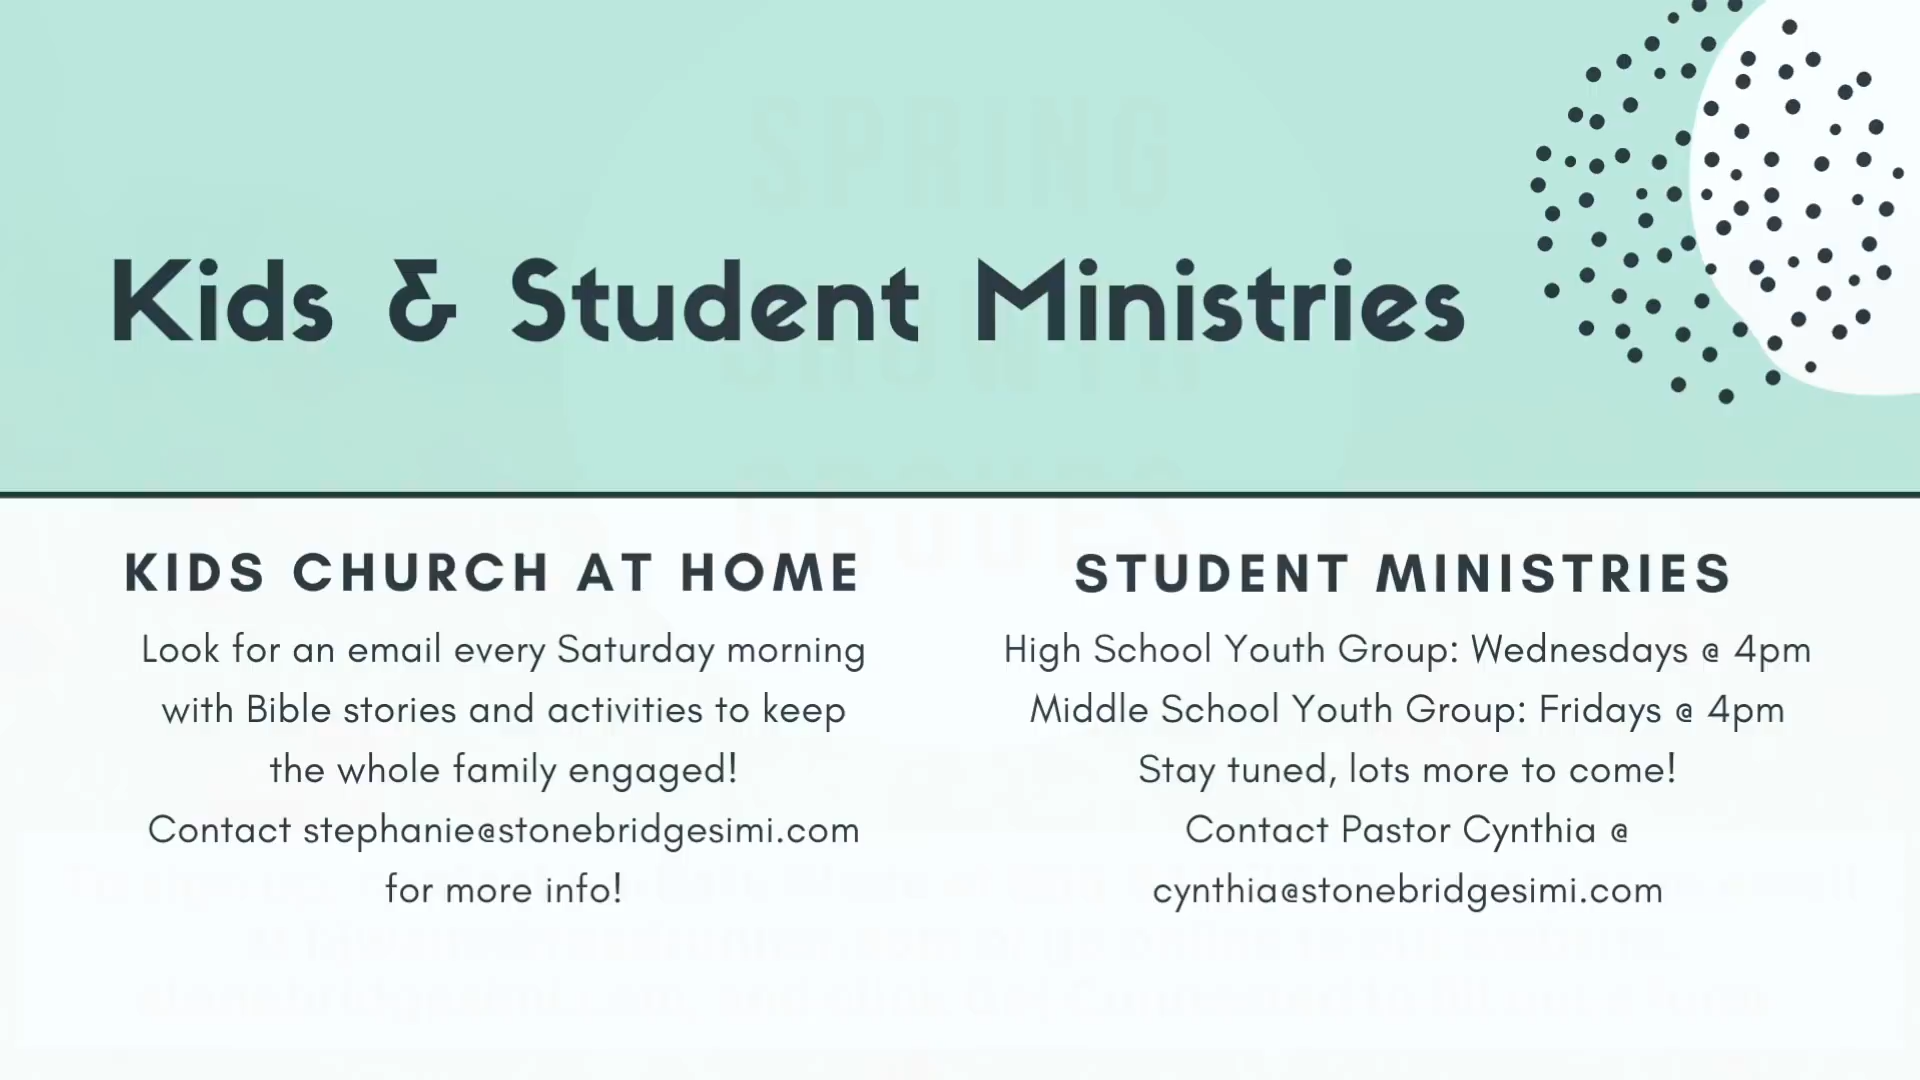 SPRING
Kids & Student Ministries
GROWTH
GROUPS
KIDS CHURCH AT HOME
Look for an email every Saturday morning
with Bible stories and activities to keep
the whole family engaged!
Contact stephanie@stonebridgesimi.com
for more info!
STUDENT MINISTRIES
High School Youth Group: Wednesdays @ 4pm
Middle School Youth Group: Fridays @ 4pm
Stay tuned, lots more to come!
Contact Pastor Cynthia @
cynthia@stonebridgesimi.com